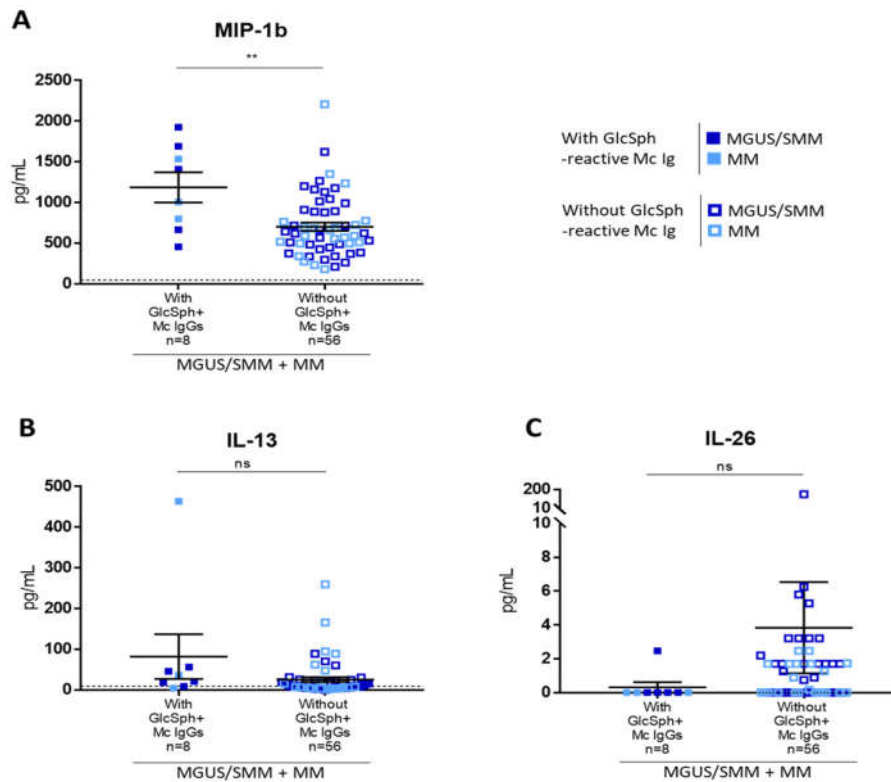 A
MIP-1b
**
2500
2000
1500
1000
500
0
pg/mL
With
GlcSph+
Mc IgGs
n=8
Without
GlcSph+
Mc IgGs
n=56
MGUS/SMM + MM
With GlcSph
-reactive Mc Ig
MGUS/SMM
MM
Without GlcSph
-reactive Mc Ig
MGUS/SMM
MM
B
IL-13
ns
500
400
300
200
100
0
pg/mL
With
GlcSph+
Mc IgGs
n=8
Without
GlcSph+
Mc IgGs
n=56
MGUS/SMM + MM
C
IL-26
ns
200
10
10
8
6
4
2
0
pg/mL
With
GlcSph+
Mc IgGs
n=8
Without
GlcSph+
Mc IgGs
n=56
MGUS/SMM + MM